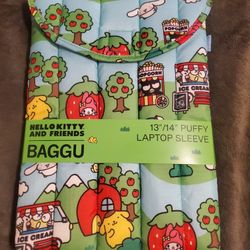 POPCORN
ICE CREAM
HELLO KITTY
AND FRIENDS
BAGGU
13"/14" PUFFY
LAPTOP SLEEVE
ICE CREAM